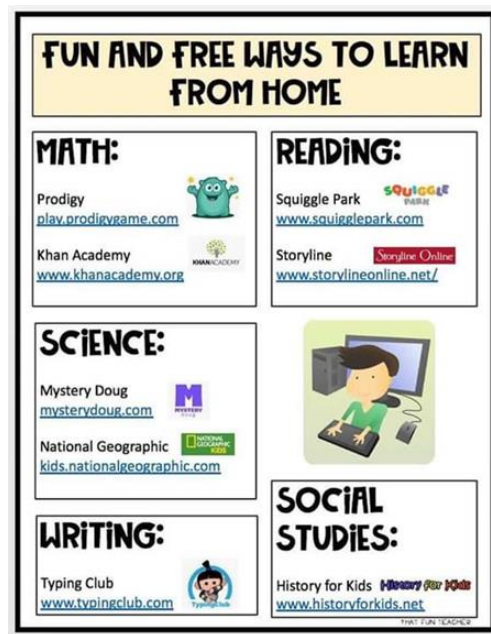 FUN AND FREE WAYS TO LEARN
FROM HOME
MATH:
Prodigy
play.prodigygame.com
Khan Academy
KHANACADEMY
www.khanacademy.org
READING:
Squiggle Park
SQUIGGLE
PARK
www.squigglepark.com
Storyline
Storyline Online
www.storylineonline.net/
SCIENCE:
Mystery Doug
M
MYSTERY
doug
mysterydoug.com
National Geographic
NATIONAL
GEOGRAPHIC
KIDS
kids.nationalgeographic.com
WRITING:
Typing Club
TypingClub
www.typingclub.com
SOCIAL
STUDIES:
History for Kids
History for Kids
www.historyforkids.net
THAT FUN TEACHER